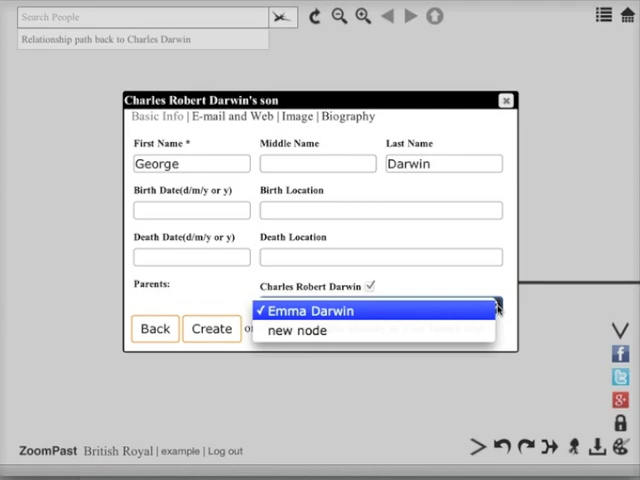 Search People
Relationship path back to Charles Darwin
Charles Robert Darwin's son
Basic Info | E-mail and Web | Image | Biography
First Name * Middle Name Last Name
George Darwin
Birth Date(d/m/y or y) Birth Location
Death Date(d/m/y or y) Death Location
Parents: Charles Robert Darwin
Emma Darwin
new node
Back Create
ZoomPast British Royal | example | Log out